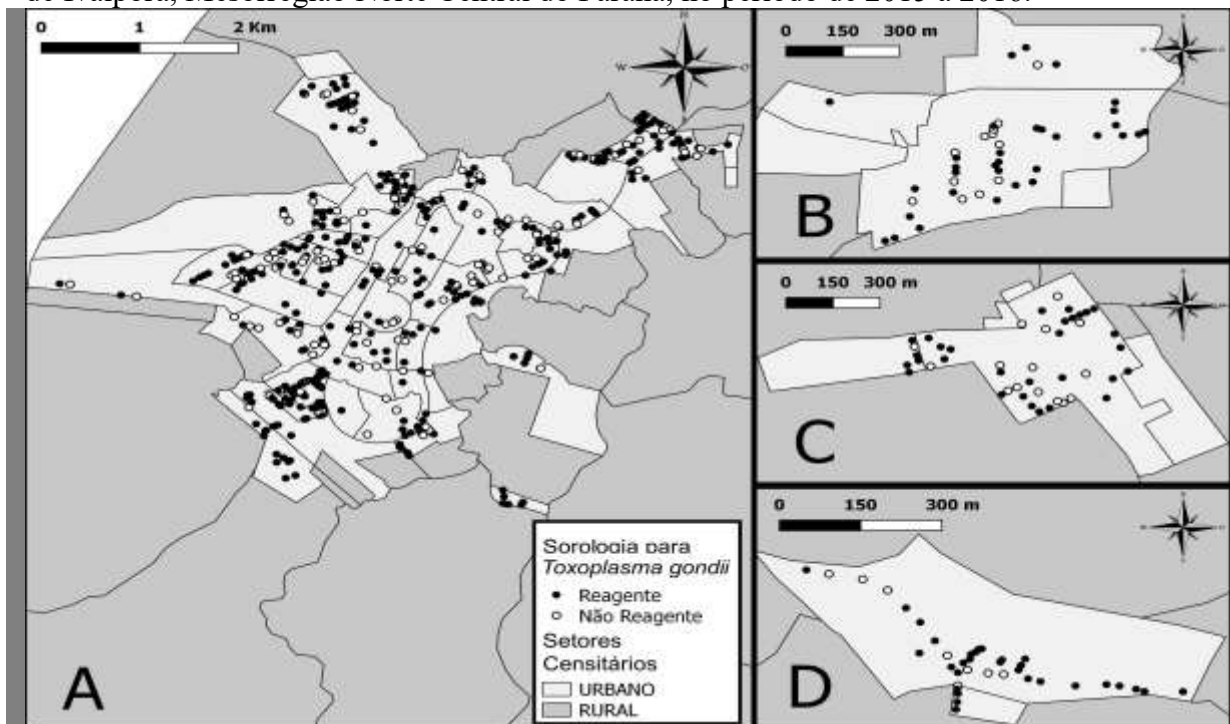 de Ivaiporã, Mesorregião Norte Central do Paraná, no período de 2015 a 2016.
0 1 2 Km
N
W O
A
Sorologia para
Toxoplasma gondii
Reagente
Não Reagente
Setores
Censitários
URBANO
RURAL
0 150 300 m
B
0 150 300 m
C
0 150 300 m
D